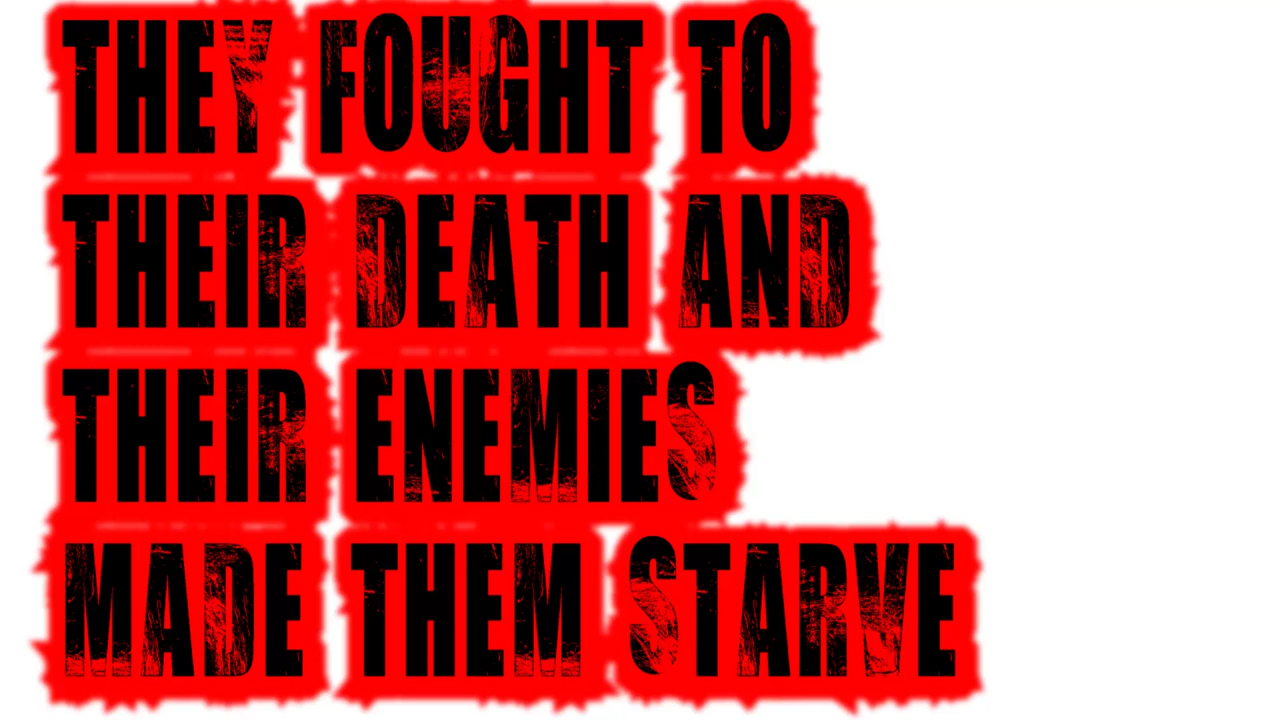 THEY FOUGHT TO
THEIR DEATH AND
THEIR ENEMIES
MADE THEM STARVE